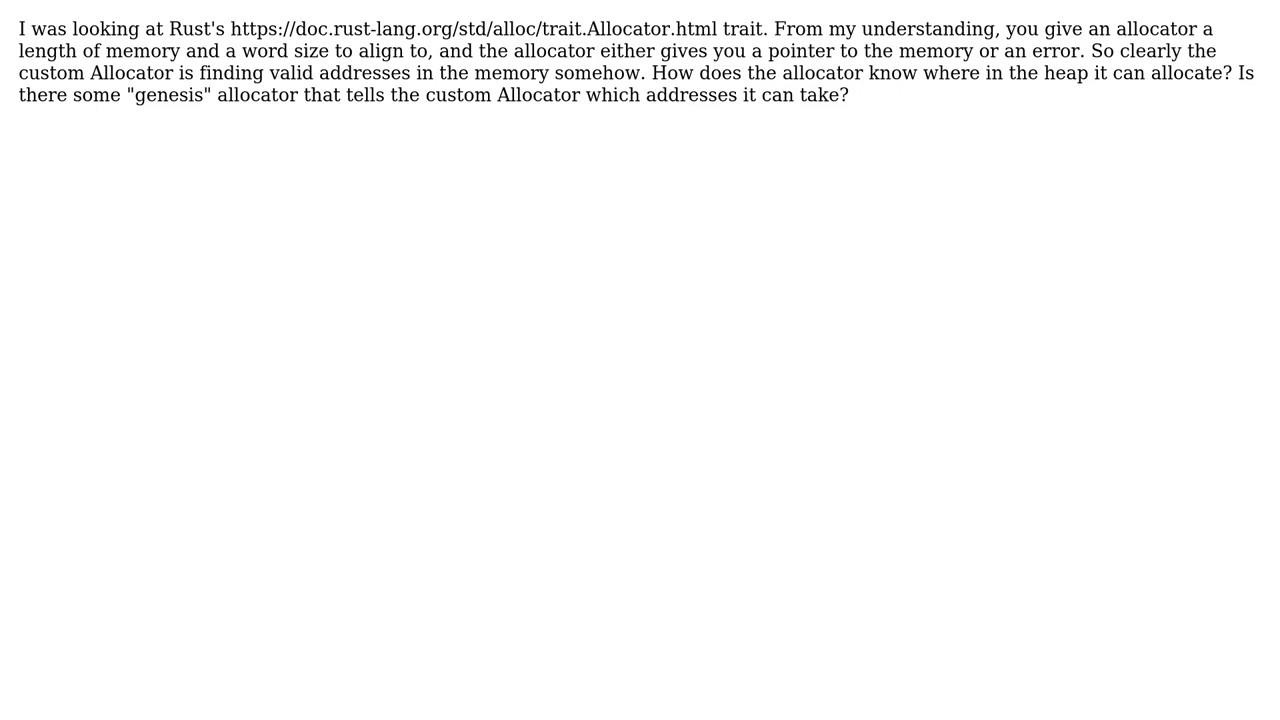 I was looking at Rust's https://doc.rust-lang.org/std/alloc/trait.Allocator.html trait. From my understanding, you give an allocator a
length of memory and a word size to align to, and the allocator either gives you a pointer to the memory or an error. So clearly the
custom Allocator is finding valid addresses in the memory somehow. How does the allocator know where in the heap it can allocate? Is
there some "genesis" allocator that tells the custom Allocator which addresses it can take?